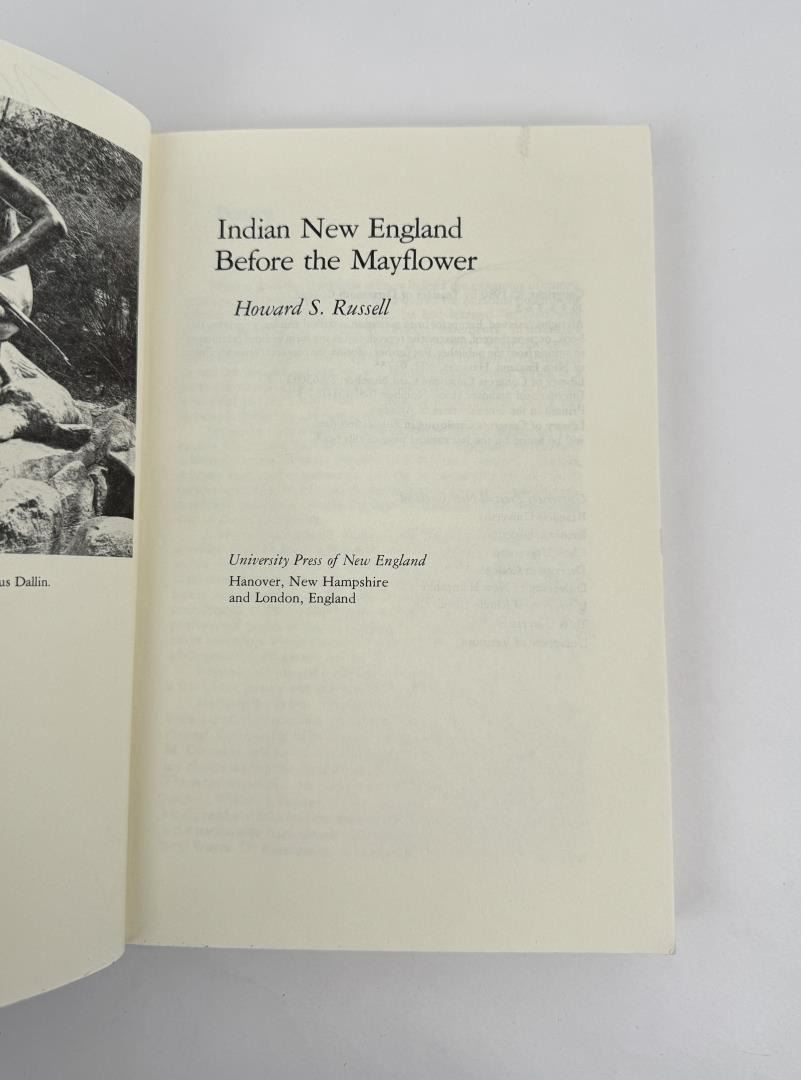 us Dallin.
Indian New England
Before the Mayflower
Howard S. Russell
University Press of New England
Hanover, New Hampshire
and London, England